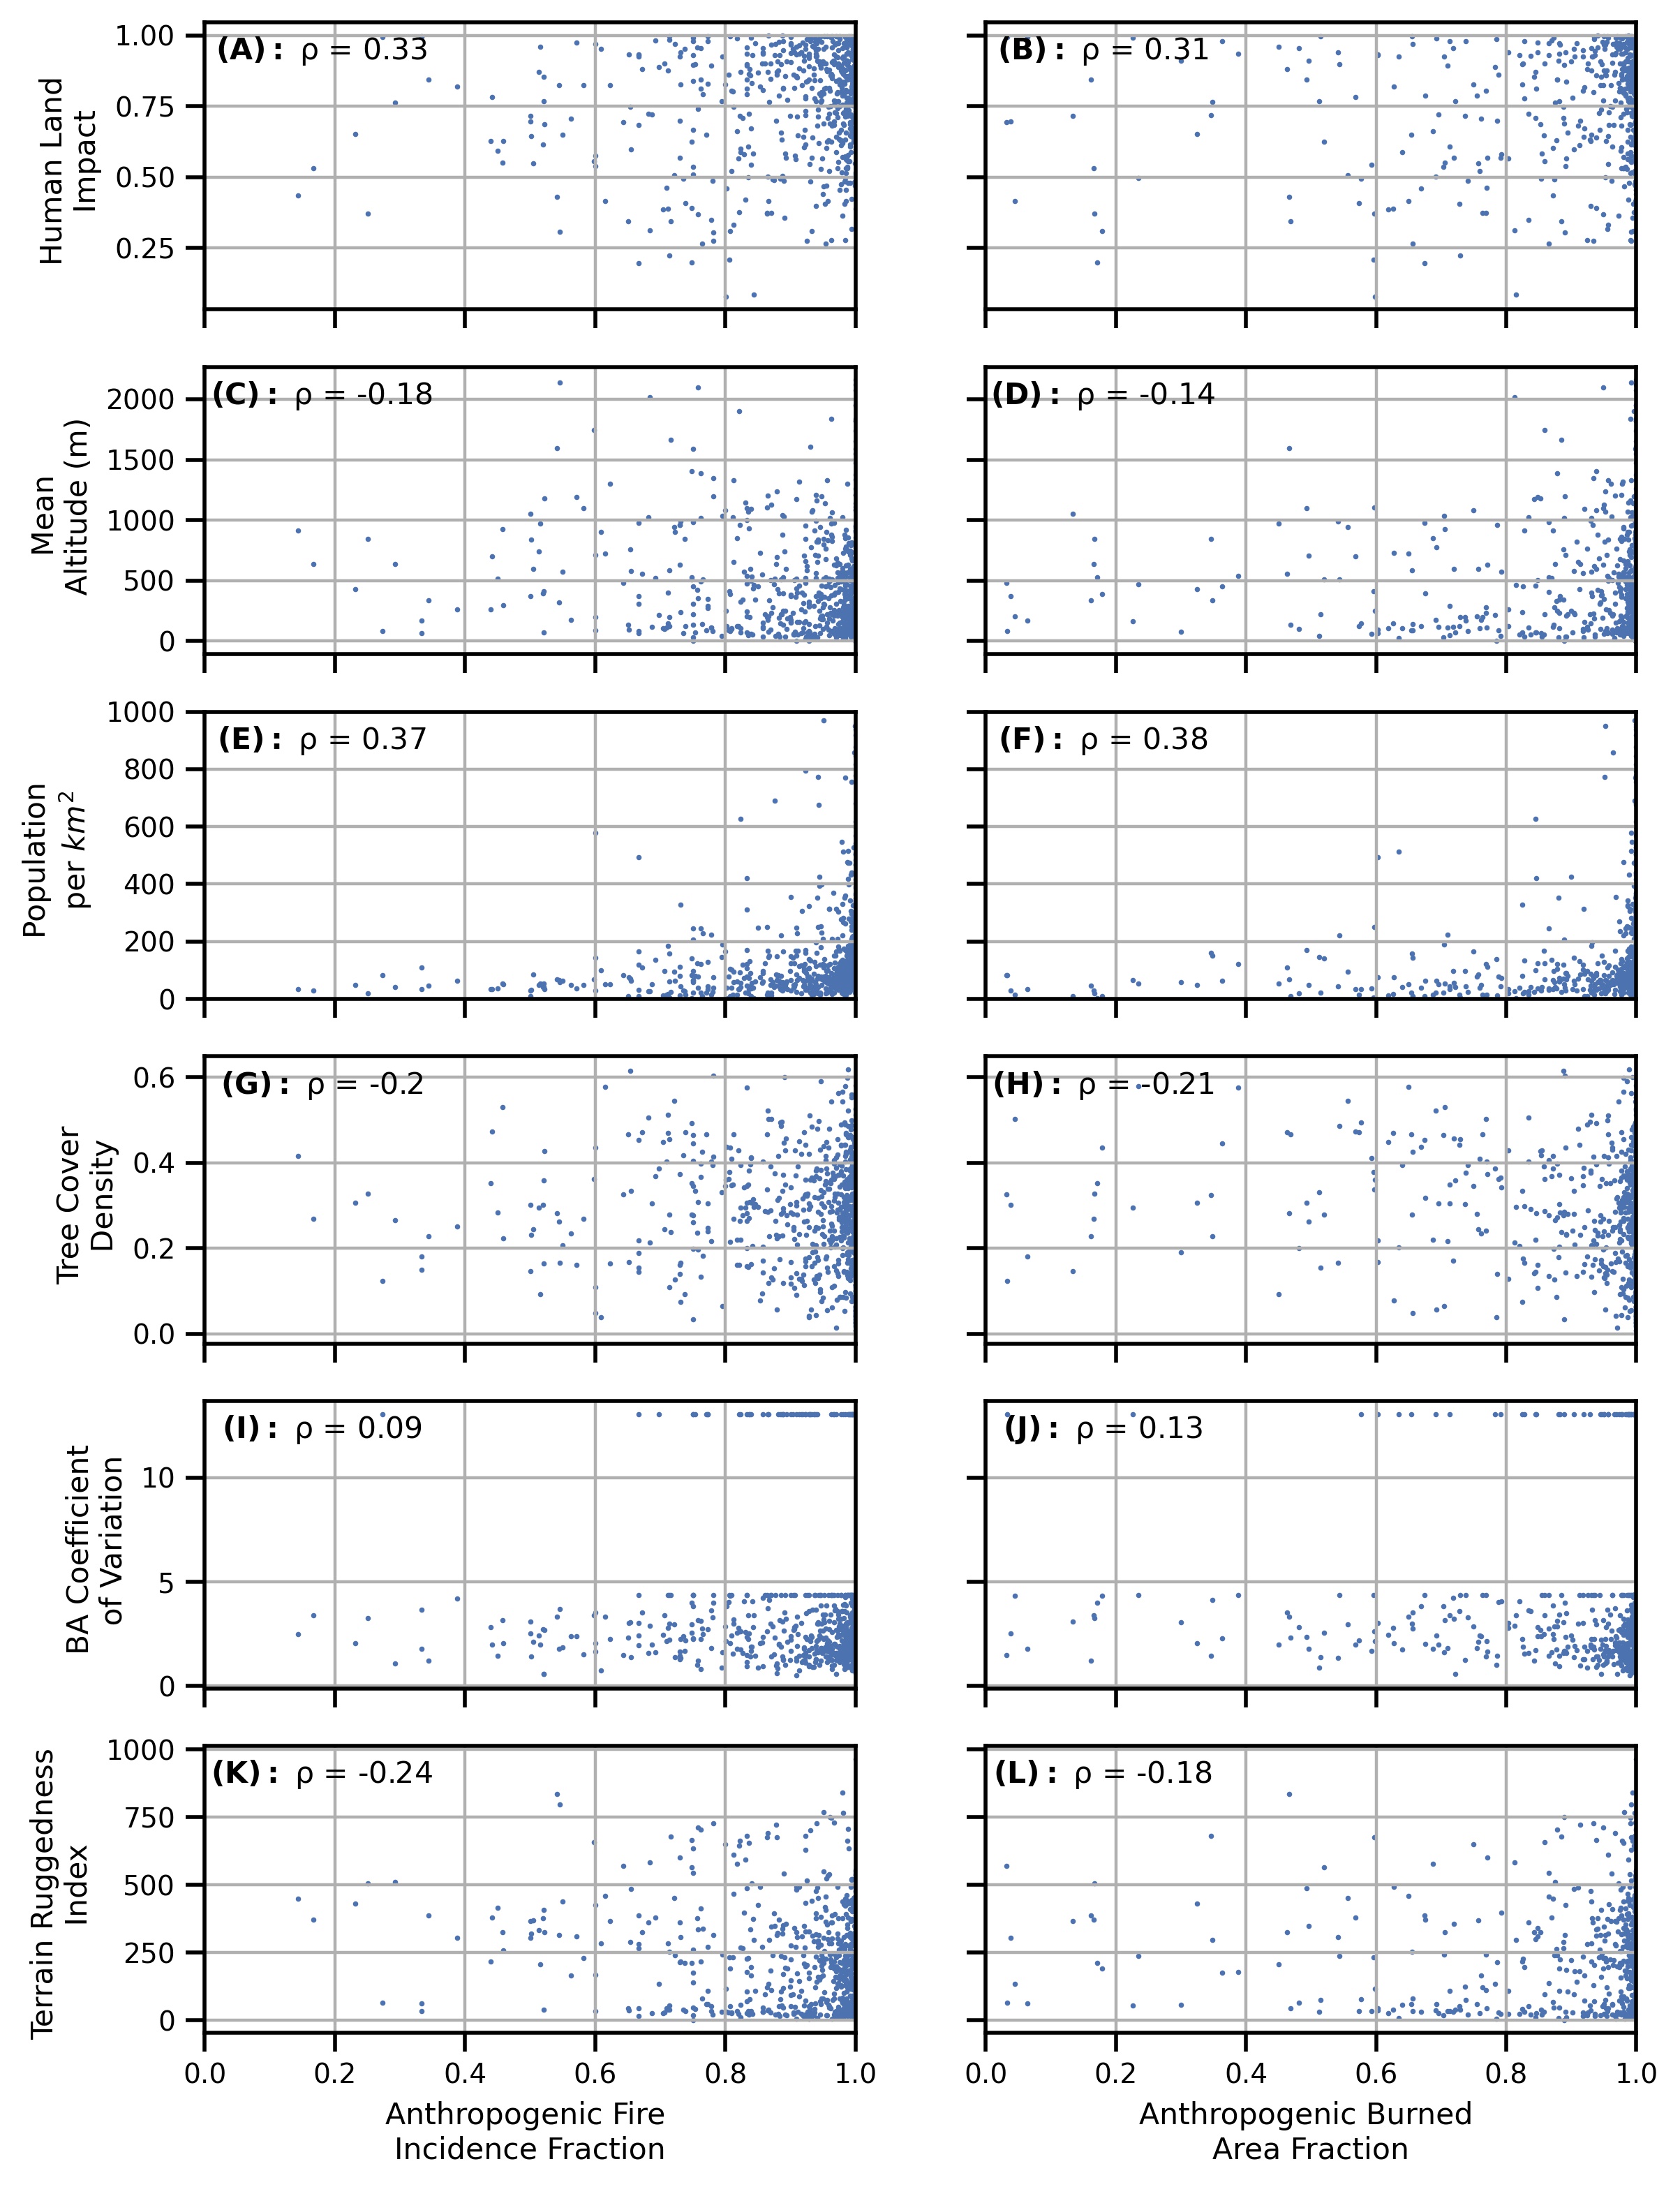 (A): ρ = 0.33
(B): ρ = 0.31
Human Land
Impact
1.00
0.75
0.50
0.25
(C): ρ = -0.18
(D): ρ = -0.14
Mean
Altitude (m)
2000
1500
1000
500
0
(E): ρ = 0.37
(F): ρ = 0.38
Population
per km²
1000
800
600
400
200
0
(G): ρ = -0.2
(H): ρ = -0.21
Tree Cover
Density
0.6
0.4
0.2
0.0
(I): ρ = 0.09
(J): ρ = 0.13
BA Coefficient
of Variation
10
5
0
(K): ρ = -0.24
(L): ρ = -0.18
Terrain Ruggedness
Index
1000
750
500
250
0
0.0 0.2 0.4 0.6 0.8 1.0
0.0 0.2 0.4 0.6 0.8 1.0
Anthropogenic Fire
Incidence Fraction
Anthropogenic Burned
Area Fraction